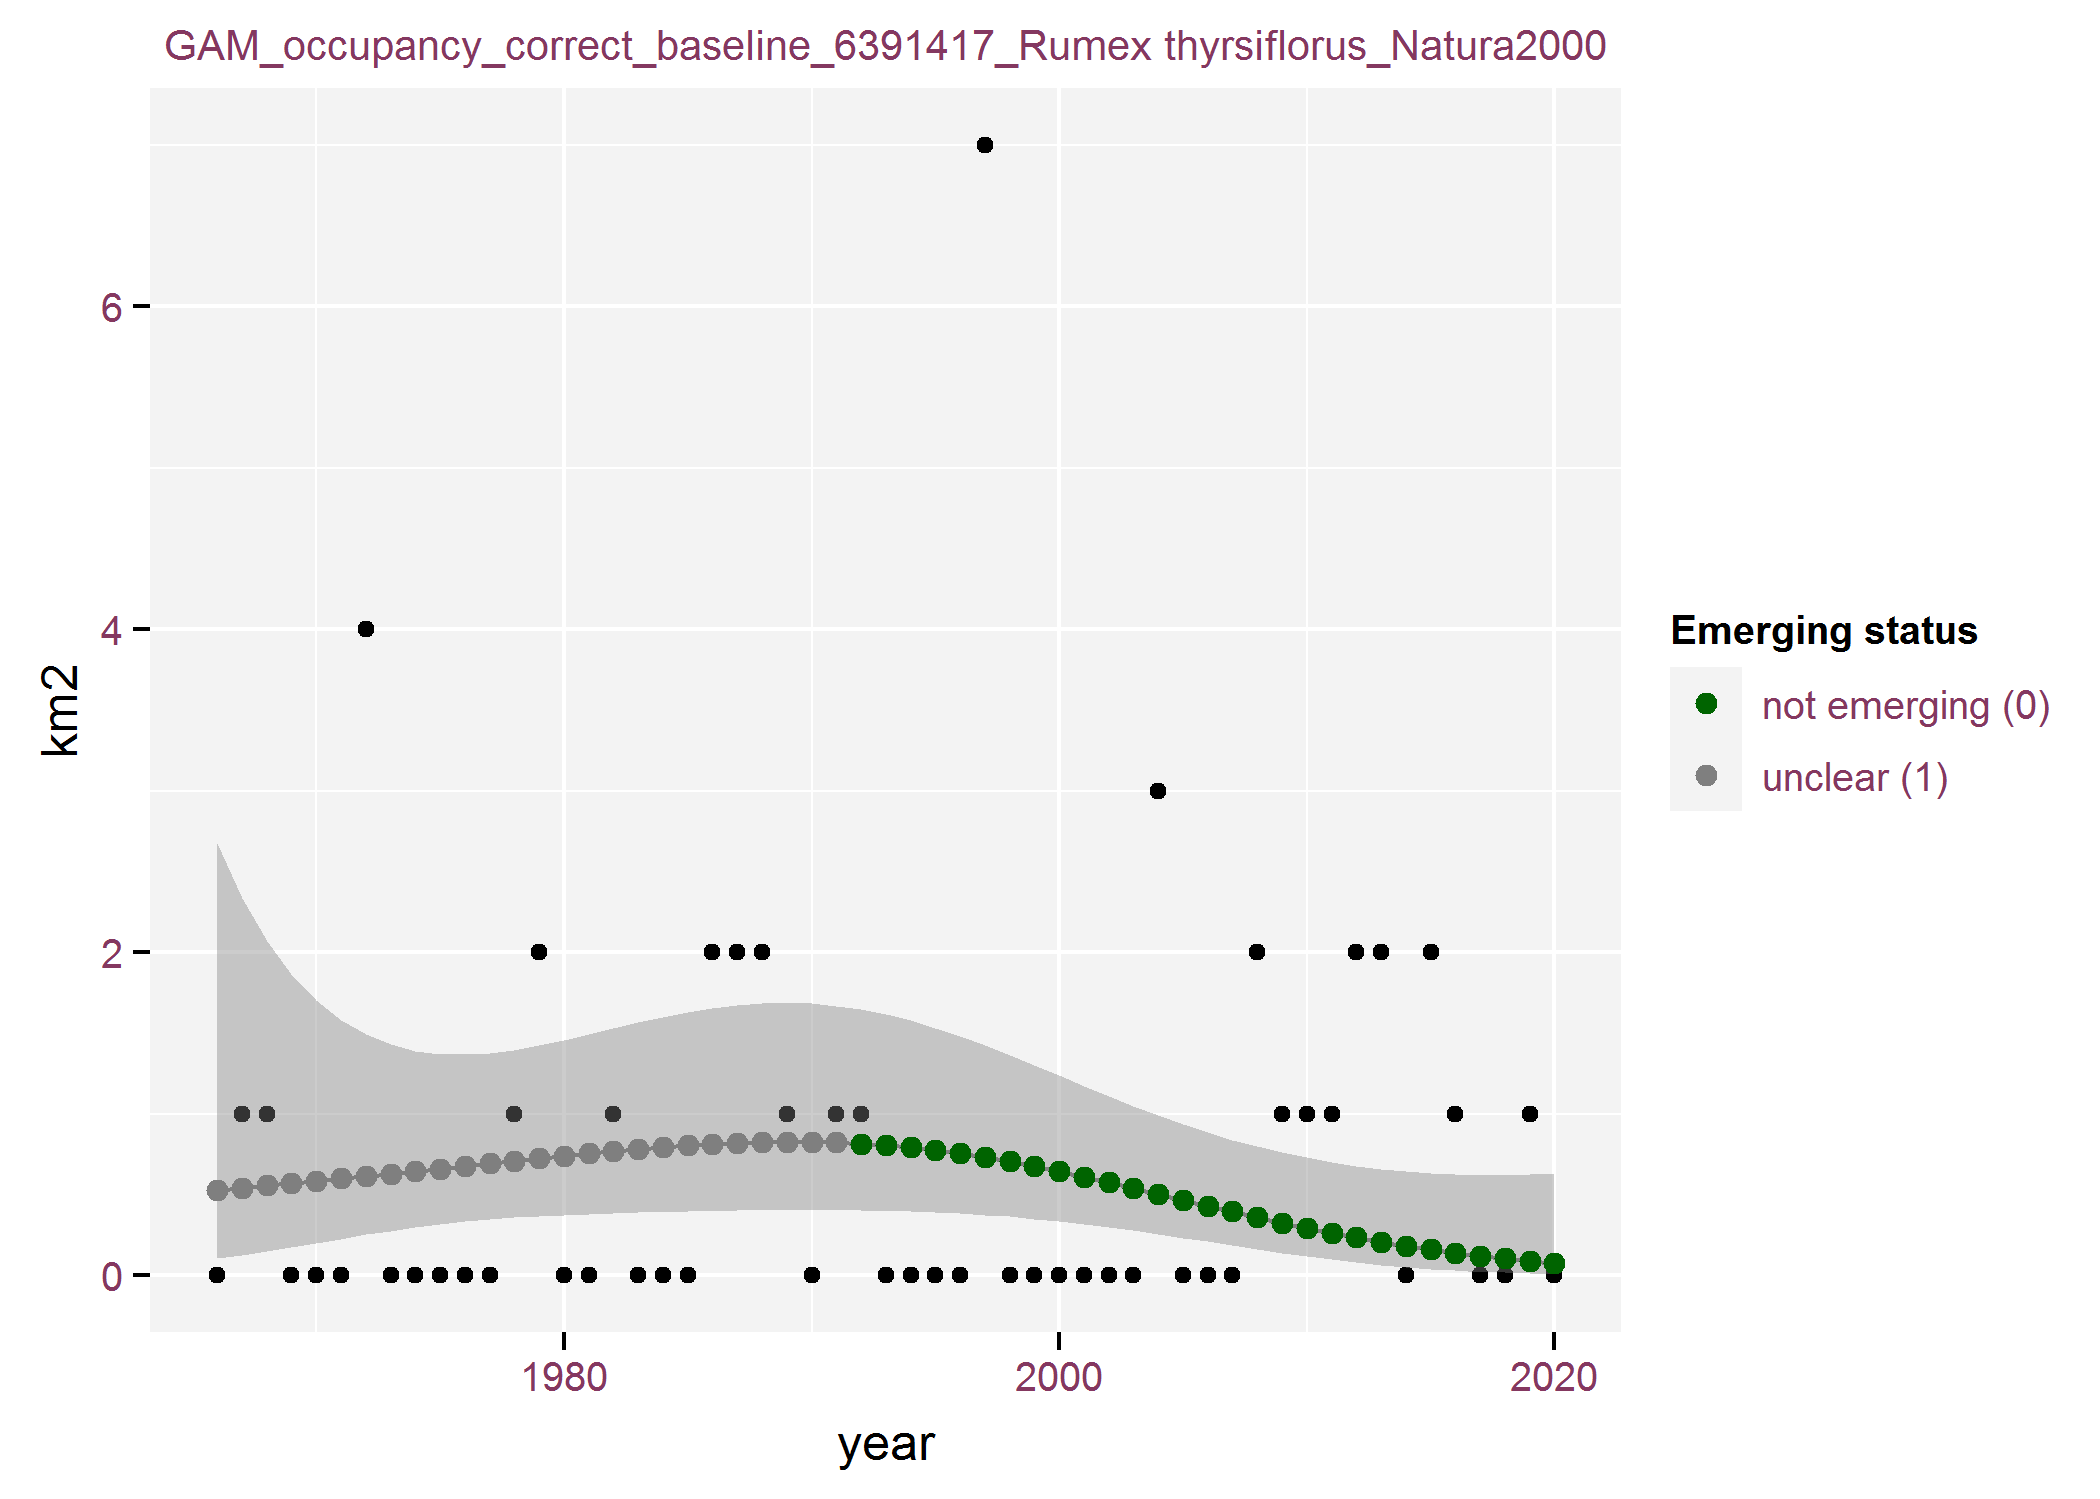 GAM_occupancy_correct_baseline_6391417_Rumex thyrsiflorus_Natura2000
6
4
2
0
km2
1980 2000 2020
year
Emerging status
not emerging (0)
unclear (1)